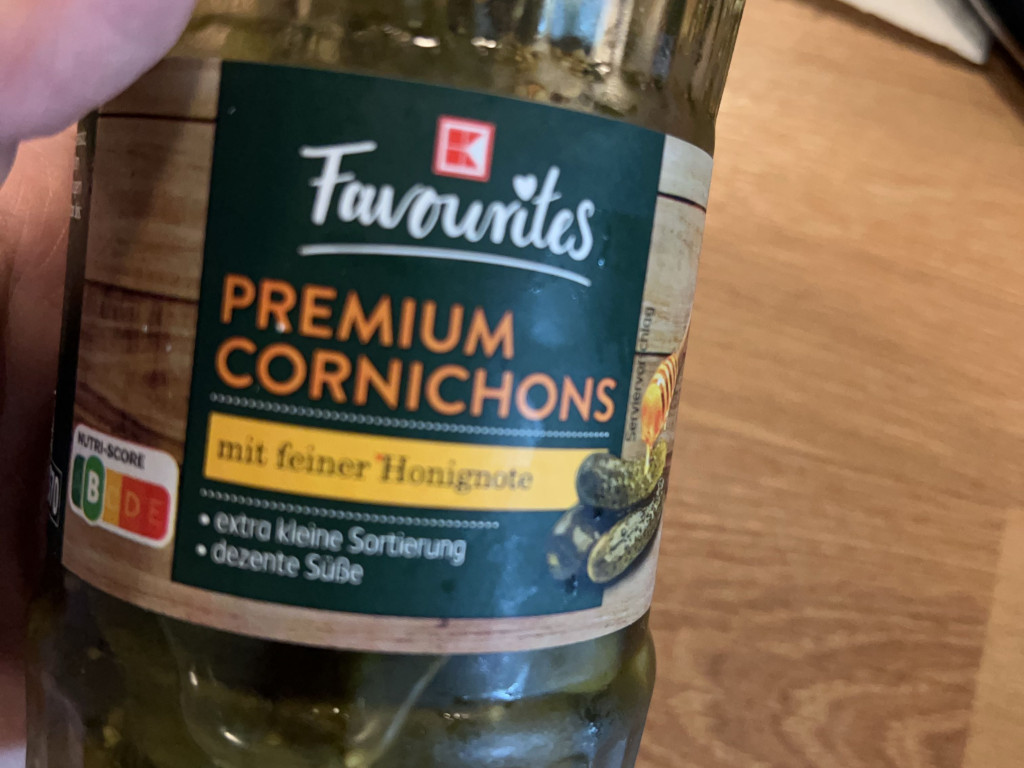 K
Favourites
PREMIUM
CORNICHONS
mit feiner Honignote
• extra kleine Sortierung
• dezente Süße
NUTRI-SCORE
B C D E